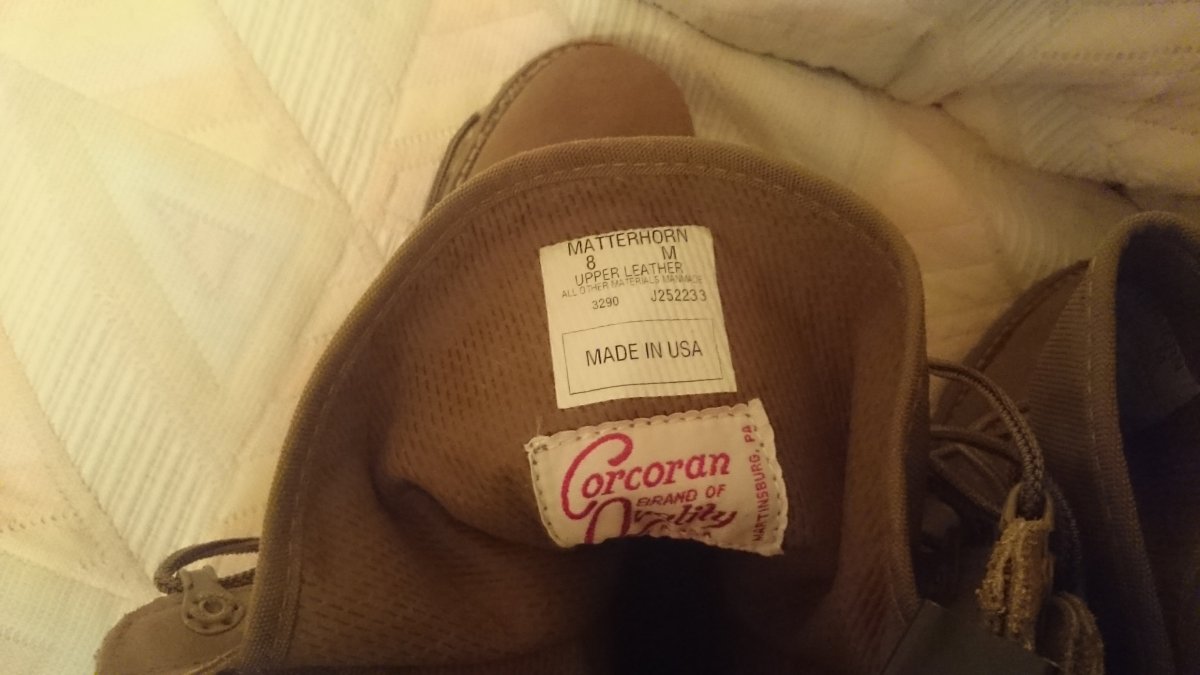 MATTERHORN
8 M
UPPER LEATHER
ALL OTHER MATERIALS MANMADE
3290 J252233
MADE IN USA
Corcoran
BRAND OF
Quality
MARTINSBURG, PA